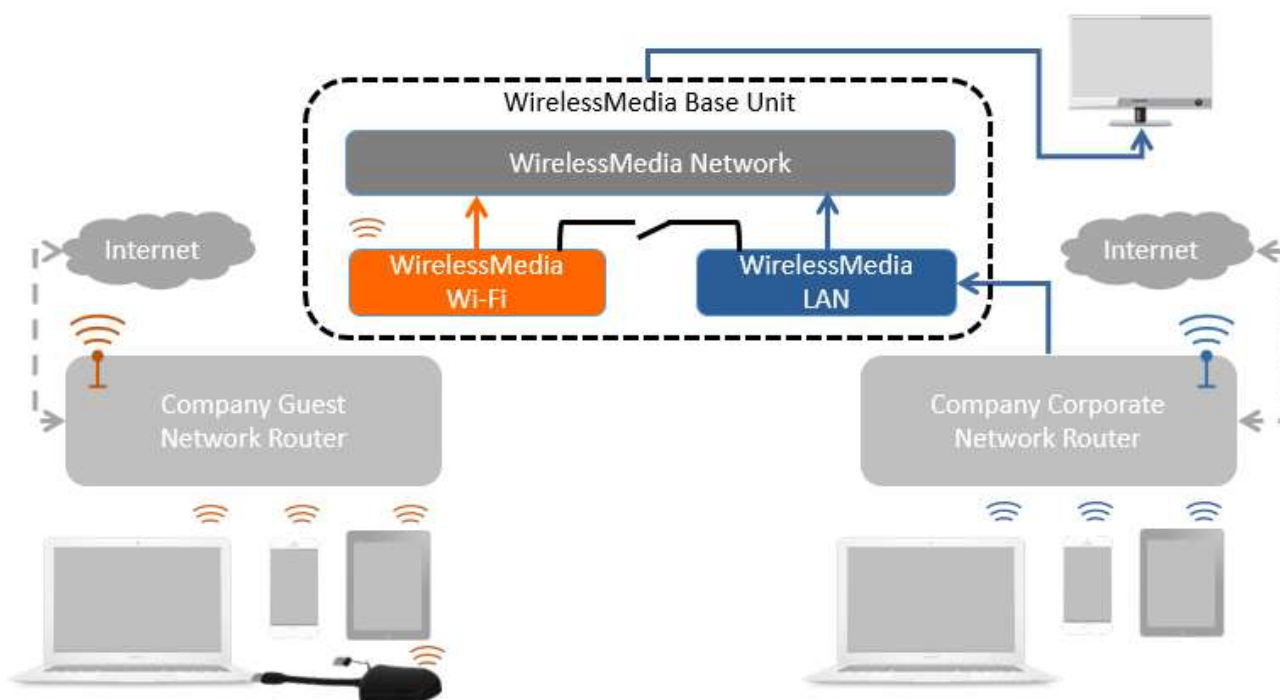 WirelessMedia Base Unit
WirelessMedia Network
Internet
Internet
WirelessMedia
Wi-Fi
WirelessMedia
LAN
Company Guest
Network Router
Company Corporate
Network Router